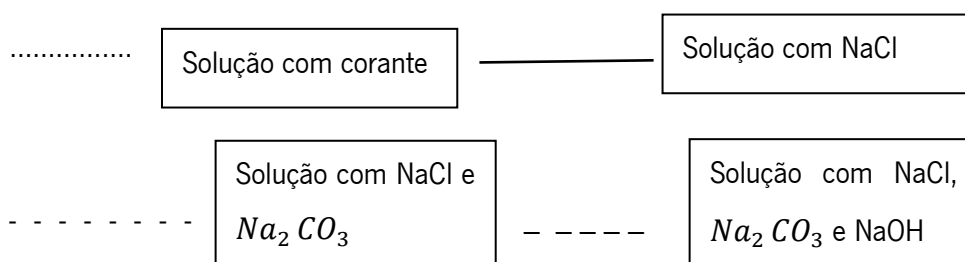 Solução com corante
Solução com NaCl
Solução com NaCl e
Na₂ CO₃
Solução com NaCl,
Na₂ CO₃ e NaOH